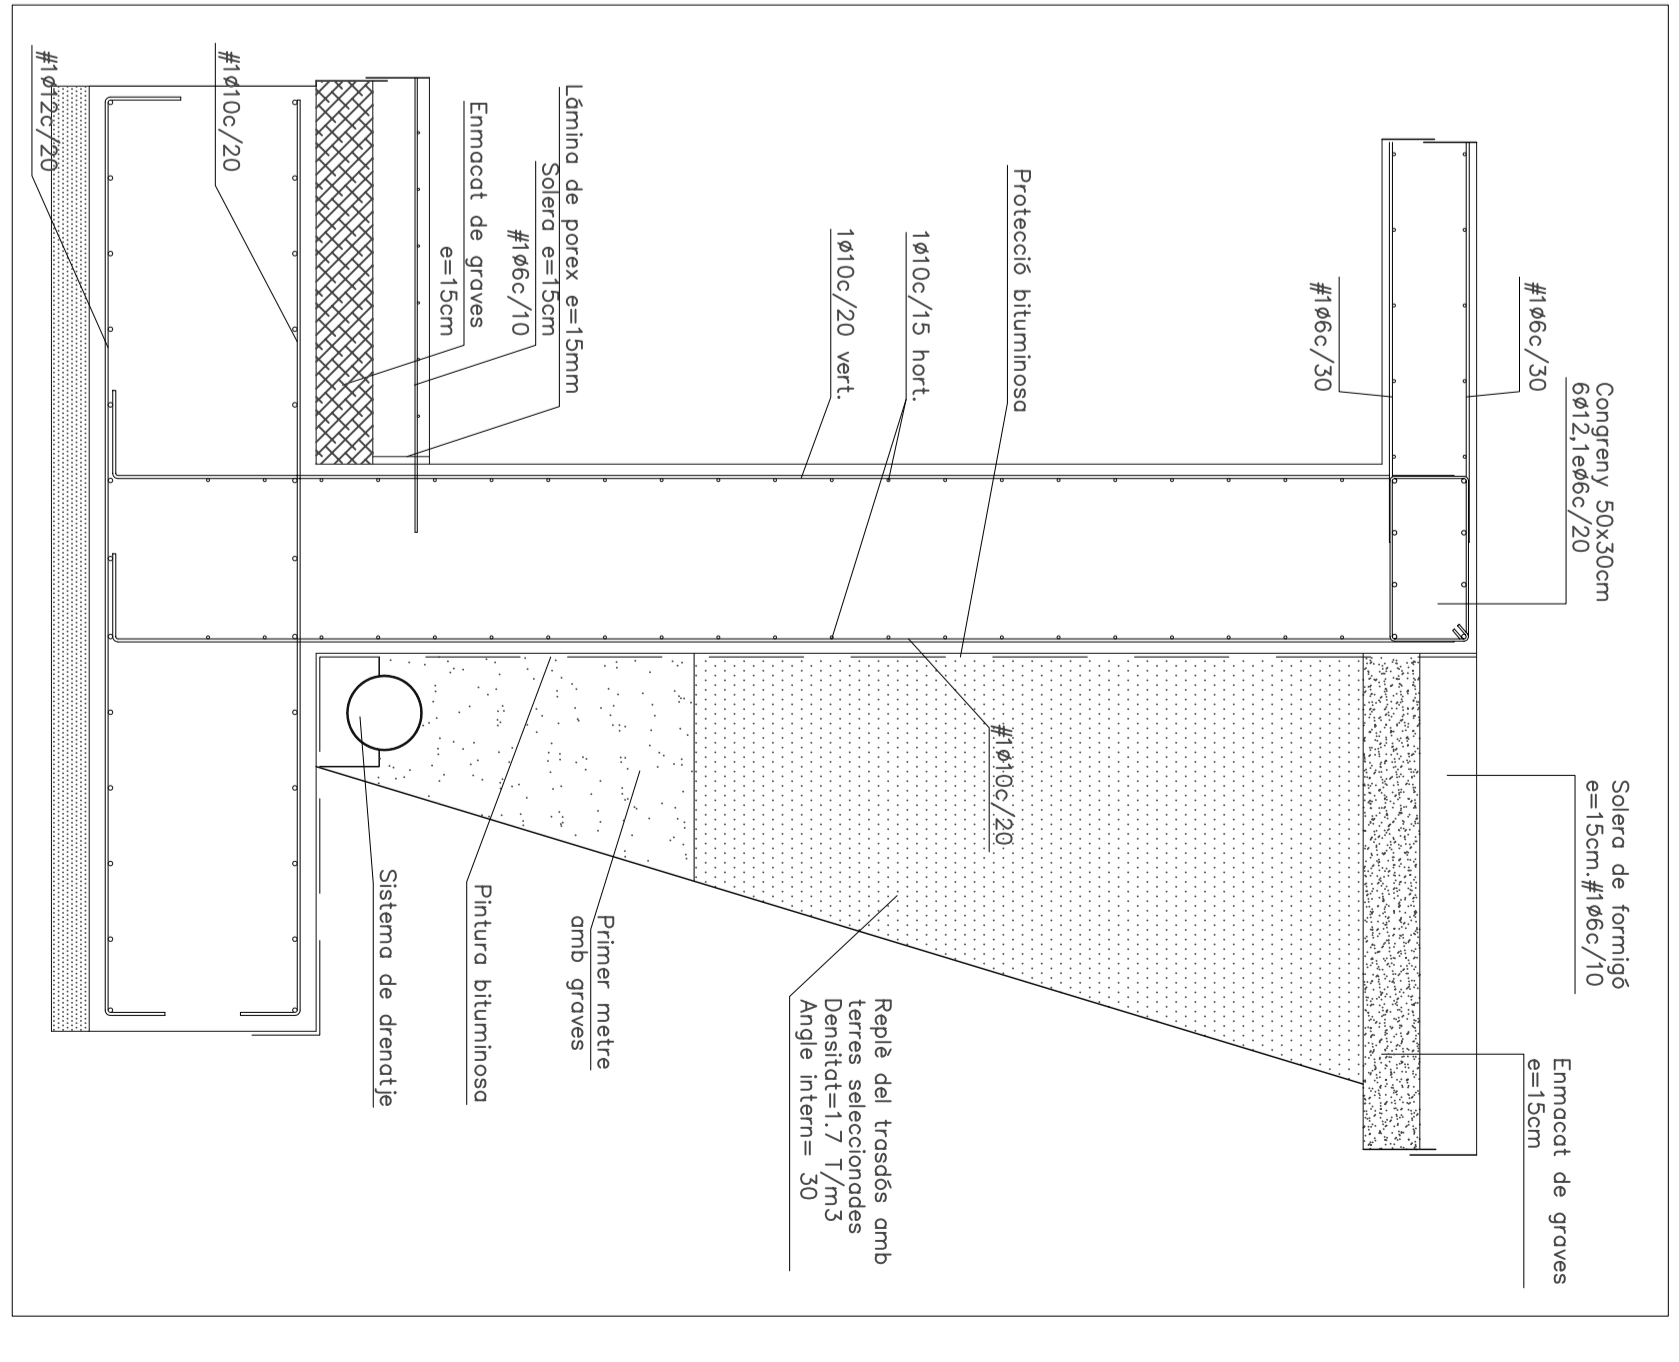 Congreny 50x30cm
6ø12,1eø6c/20
#1ø6c/30
#1ø6c/30
Solera de formigó
e=15cm.#1ø6c/10
Enmacat de graves
e=15cm
Protecció bituminosa
1ø10c/15 hort.
1ø10c/20 vert.
#1ø10c/20
Replè del trasdós amb
terres seleccionades
Densitat=1.7 T/m3
Angle intern= 30
Lámina de porex e=15mm
Solera e=15cm
#1ø6c/10
Enmacat de graves
e=15cm
Primer metre
amb graves
Pintura bituminosa
Sistema de drenatje
#1ø10c/20
#1ø12c/20